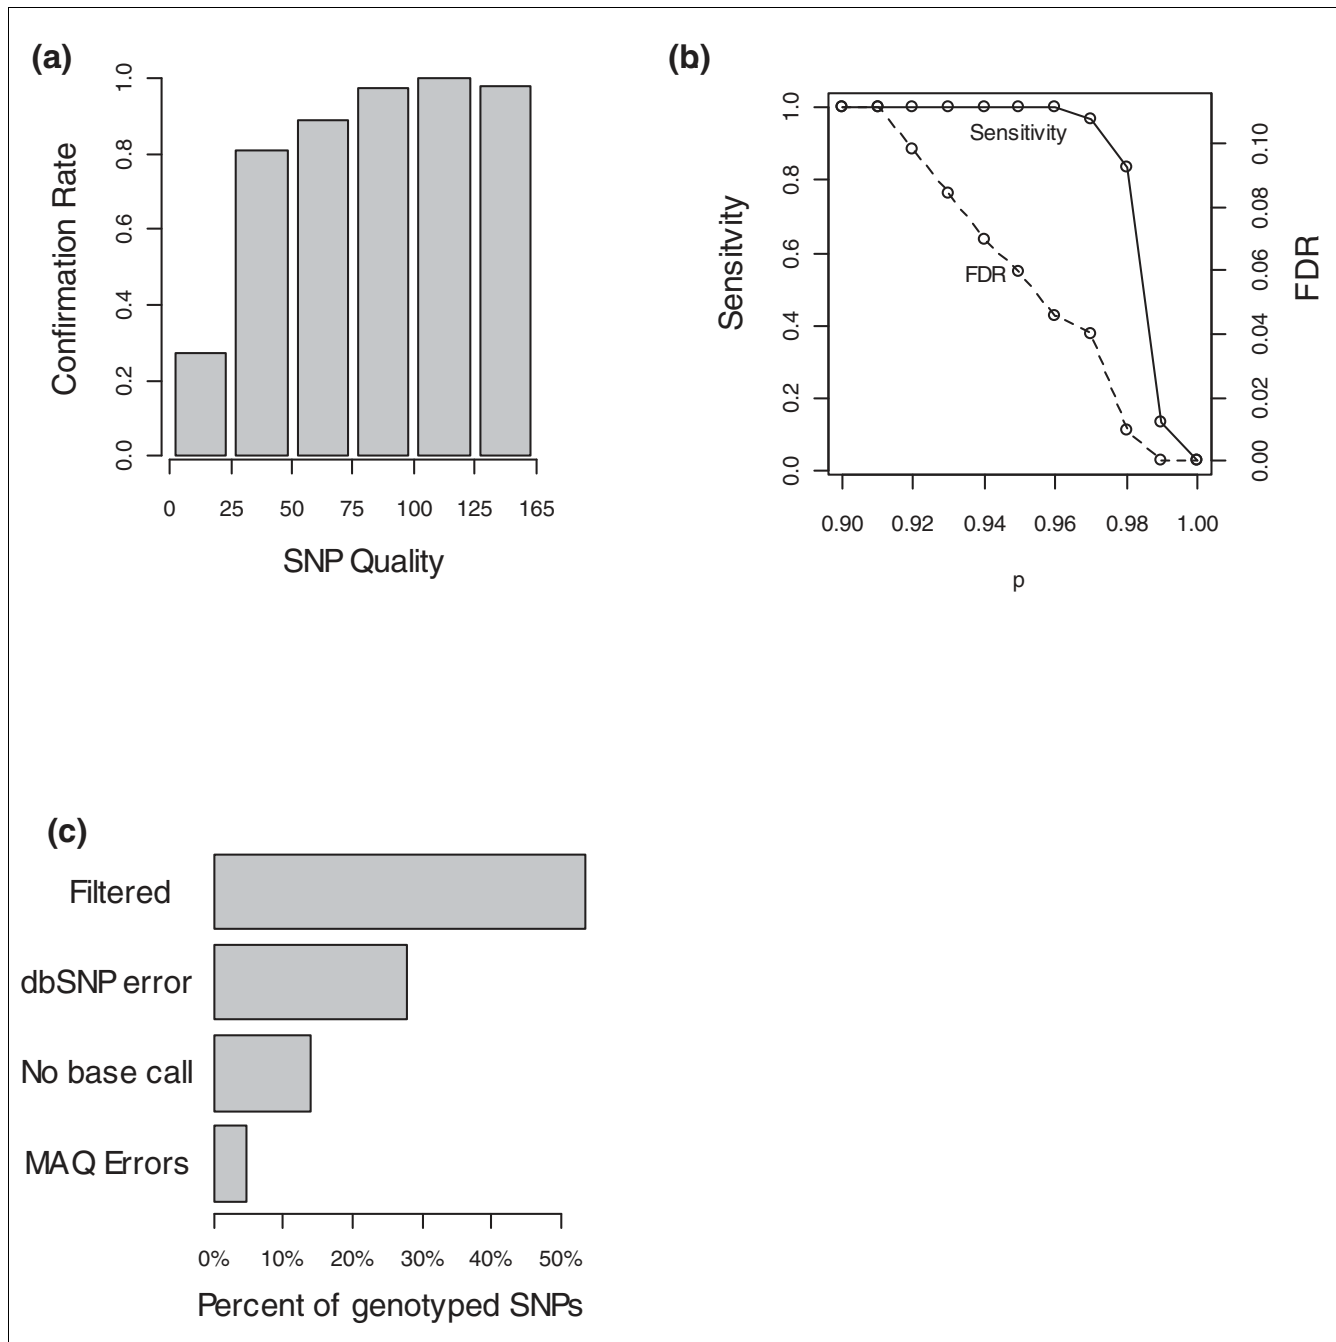 (a)
Confirmation Rate
0.0 0.2 0.4 0.6 0.8 1.0
0 25 50 75 100 125 165
SNP Quality
(b)
Sensitvity
0.0 0.2 0.4 0.6 0.8 1.0
Sensitivity
FDR
0.00 0.02 0.04 0.06 0.08 0.10
FDR
0.90 0.92 0.94 0.96 0.98 1.00
p
(c)
Filtered
dbSNP error
No base call
MAQ Errors
0% 10% 20% 30% 40% 50%
Percent of genotyped SNPs